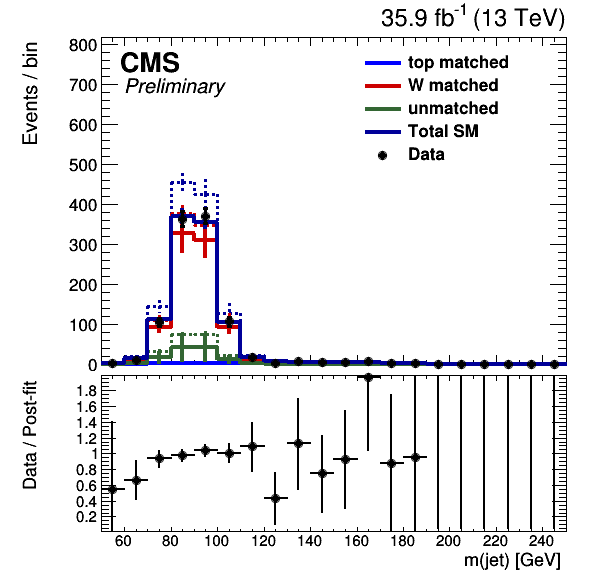 35.9 fb⁻¹ (13 TeV)
Events / bin
800
700
600
500
400
300
200
100
0
CMS
Preliminary
top matched
W matched
unmatched
Total SM
Data
Data / Post-fit
1.8
1.6
1.4
1.2
1
0.8
0.6
0.4
0.2
60 80 100 120 140 160 180 200 220 240
m(jet) [GeV]